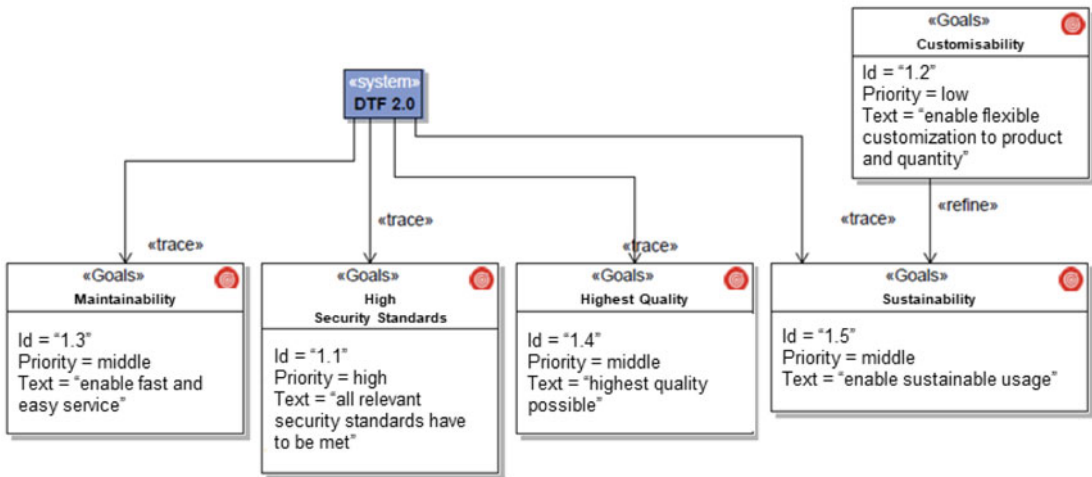 «Goals»
Customisability
Id = “1.2”
Priority = low
Text = “enable flexible
customization to product
and quantity”
«system»
DTF 2.0
«trace»
«trace»
«trace»
«trace»
«refine»
«Goals»
Maintainability
Id = “1.3”
Priority = middle
Text = “enable fast and
easy service”
«Goals»
High
Security Standards
Id = “1.1”
Priority = high
Text = “all relevant
security standards have
to be met”
«Goals»
Highest Quality
Id = “1.4”
Priority = middle
Text = “highest quality
possible”
«Goals»
Sustainability
Id = “1.5”
Priority = middle
Text = “enable sustainable usage”